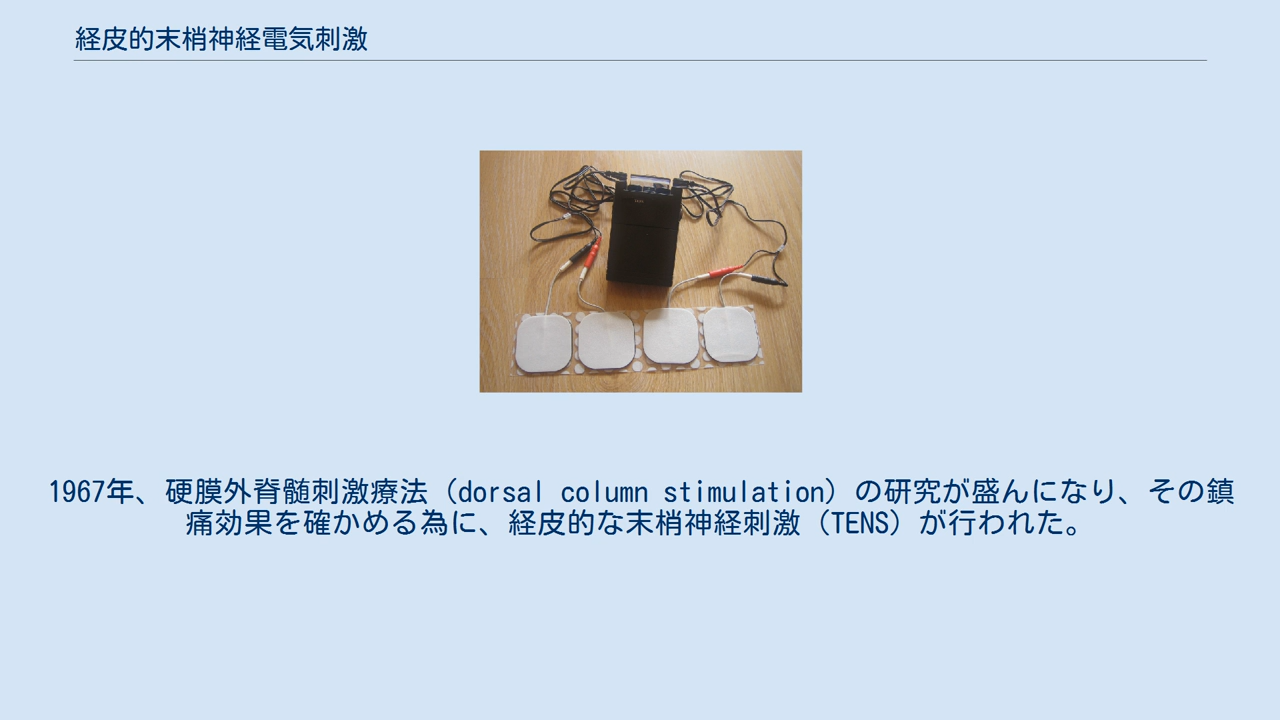 経皮的末梢神経電気刺激
1967年、硬膜外脊髄刺激療法（dorsal column stimulation）の研究が盛んになり、その鎮
痛効果を確かめる為に、経皮的な末梢神経刺激（TENS）が行われた。